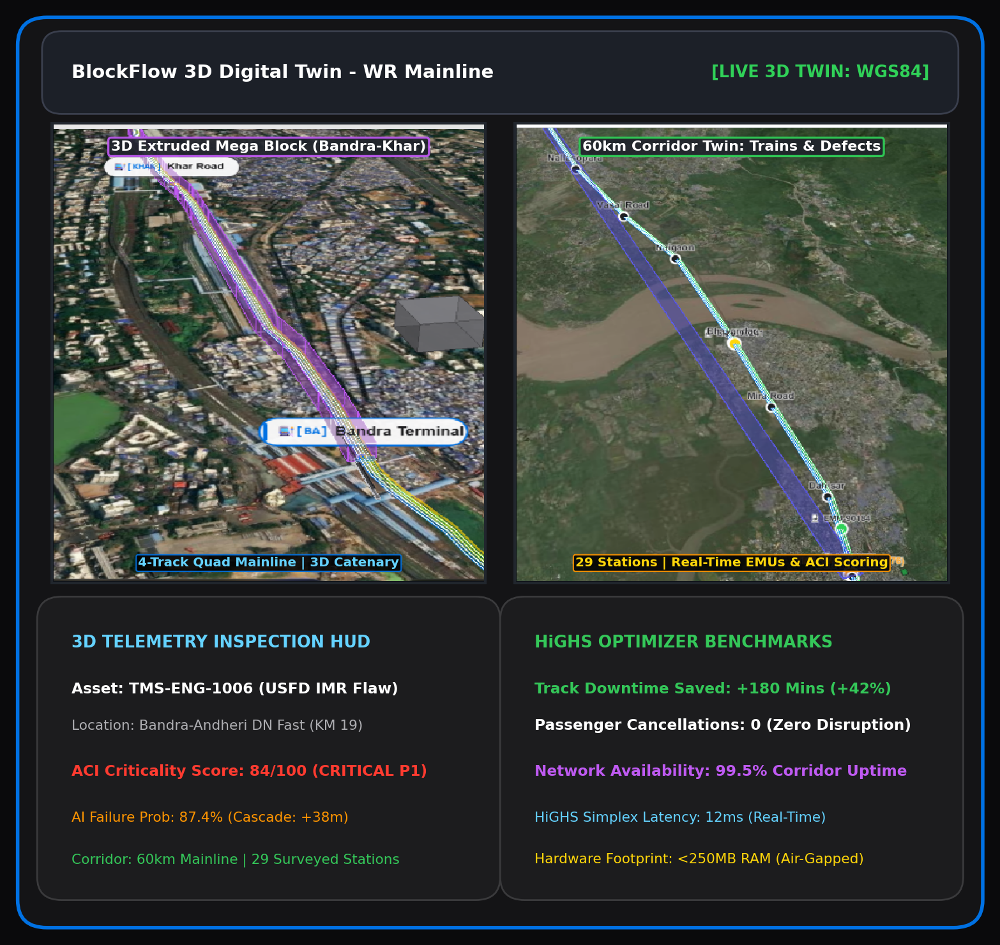 BlockFlow 3D Digital Twin - WR Mainline
[LIVE 3D TWIN: WGS84]
3D Extruded Mega Block (Bandra-Khar)
[KHAR] Khar Road
[BA] Bandra Terminal
4-Track Quad Mainline | 3D Catenary
60km Corridor Twin: Trains & Defects
Vasai Road
Naigaon
Mira Road
Dahisar
EMU-90184
29 Stations | Real-Time EMUs & ACI Scoring
3D TELEMETRY INSPECTION HUD
Asset: TMS-ENG-1006 (USFD IMR Flaw)
Location: Bandra-Andheri DN Fast (KM 19)
ACI Criticality Score: 84/100 (CRITICAL P1)
AI Failure Prob: 87.4% (Cascade: +38m)
Corridor: 60km Mainline | 29 Surveyed Stations
HiGHS OPTIMIZER BENCHMARKS
Track Downtime Saved: +180 Mins (+42%)
Passenger Cancellations: 0 (Zero Disruption)
Network Availability: 99.5% Corridor Uptime
HiGHS Simplex Latency: 12ms (Real-Time)
Hardware Footprint: <250MB RAM (Air-Gapped)